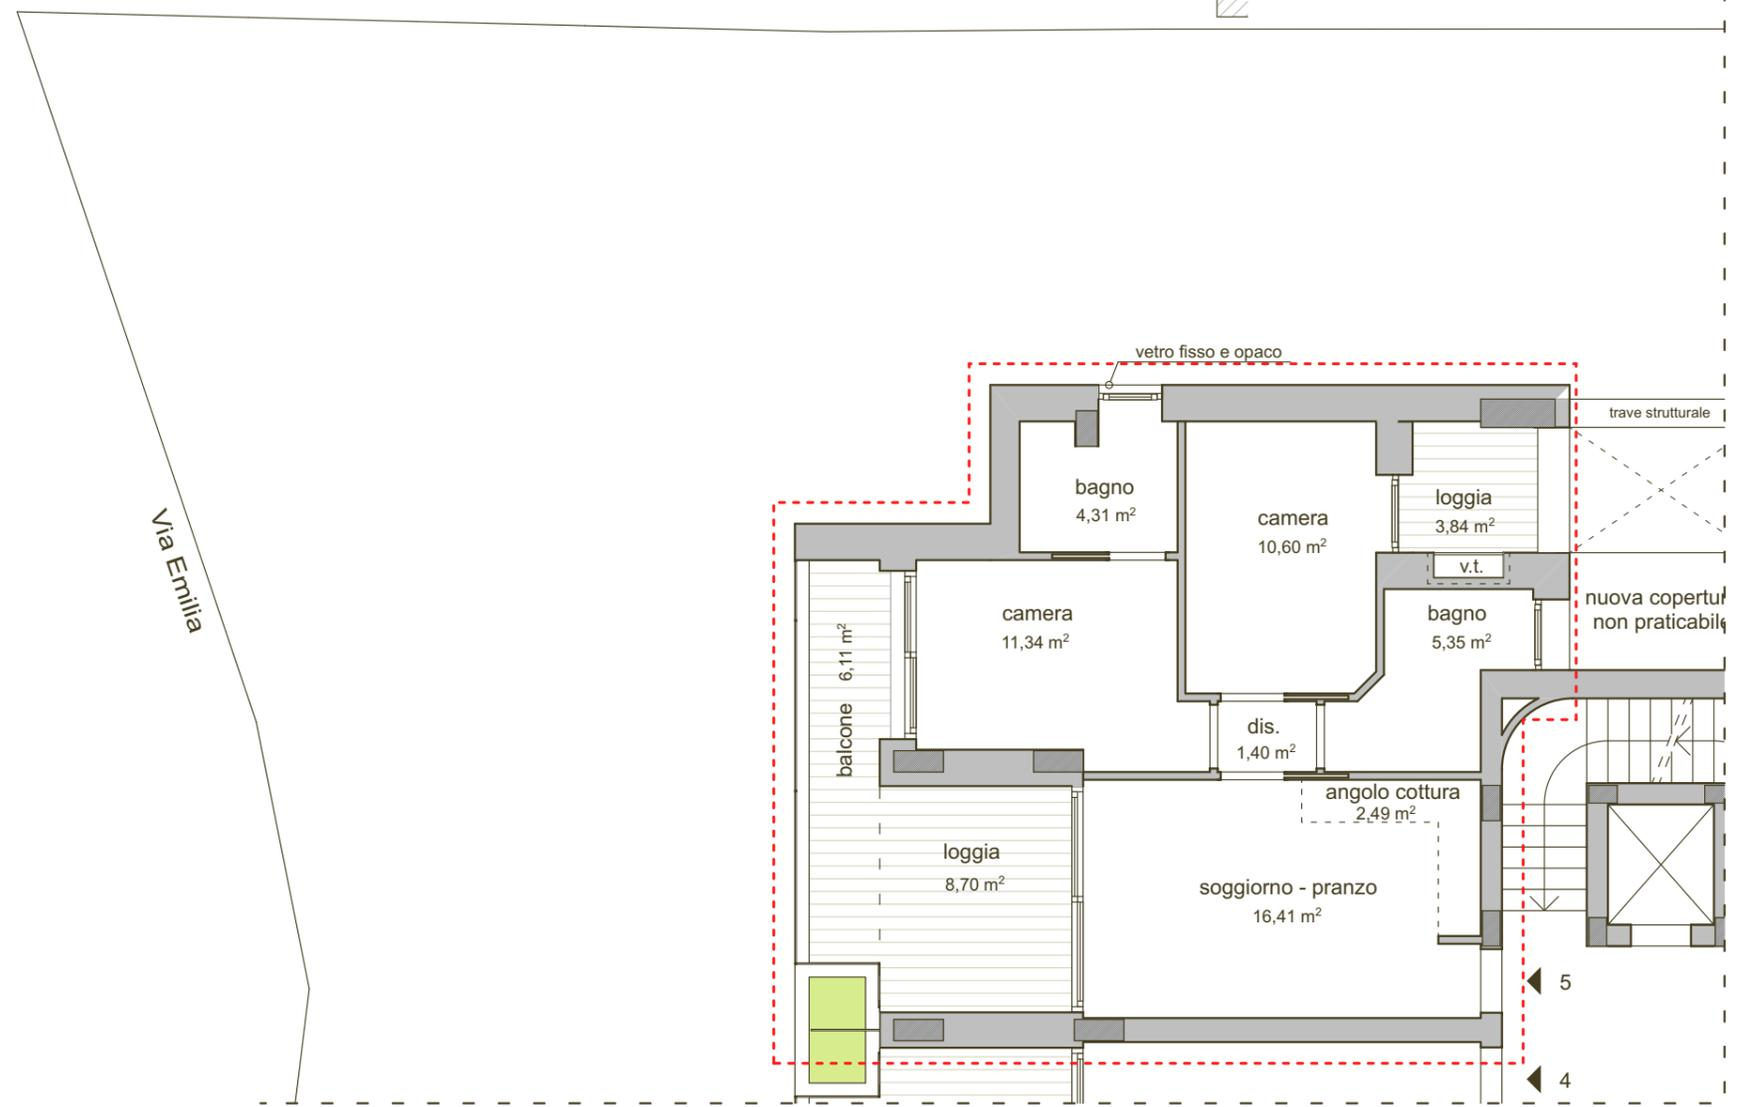 vetro fisso e opaco
trave strutturale
bagno
4,31 m²
camera
10,60 m²
loggia
3,84 m²
v.t.
nuova copertur
non praticabile
Via Emilia
camera
11,34 m²
bagno
5,35 m²
balcone 6,11 m²
dis.
1,40 m²
angolo cottura
2,49 m²
loggia
8,70 m²
soggiorno - pranzo
16,41 m²
5
4